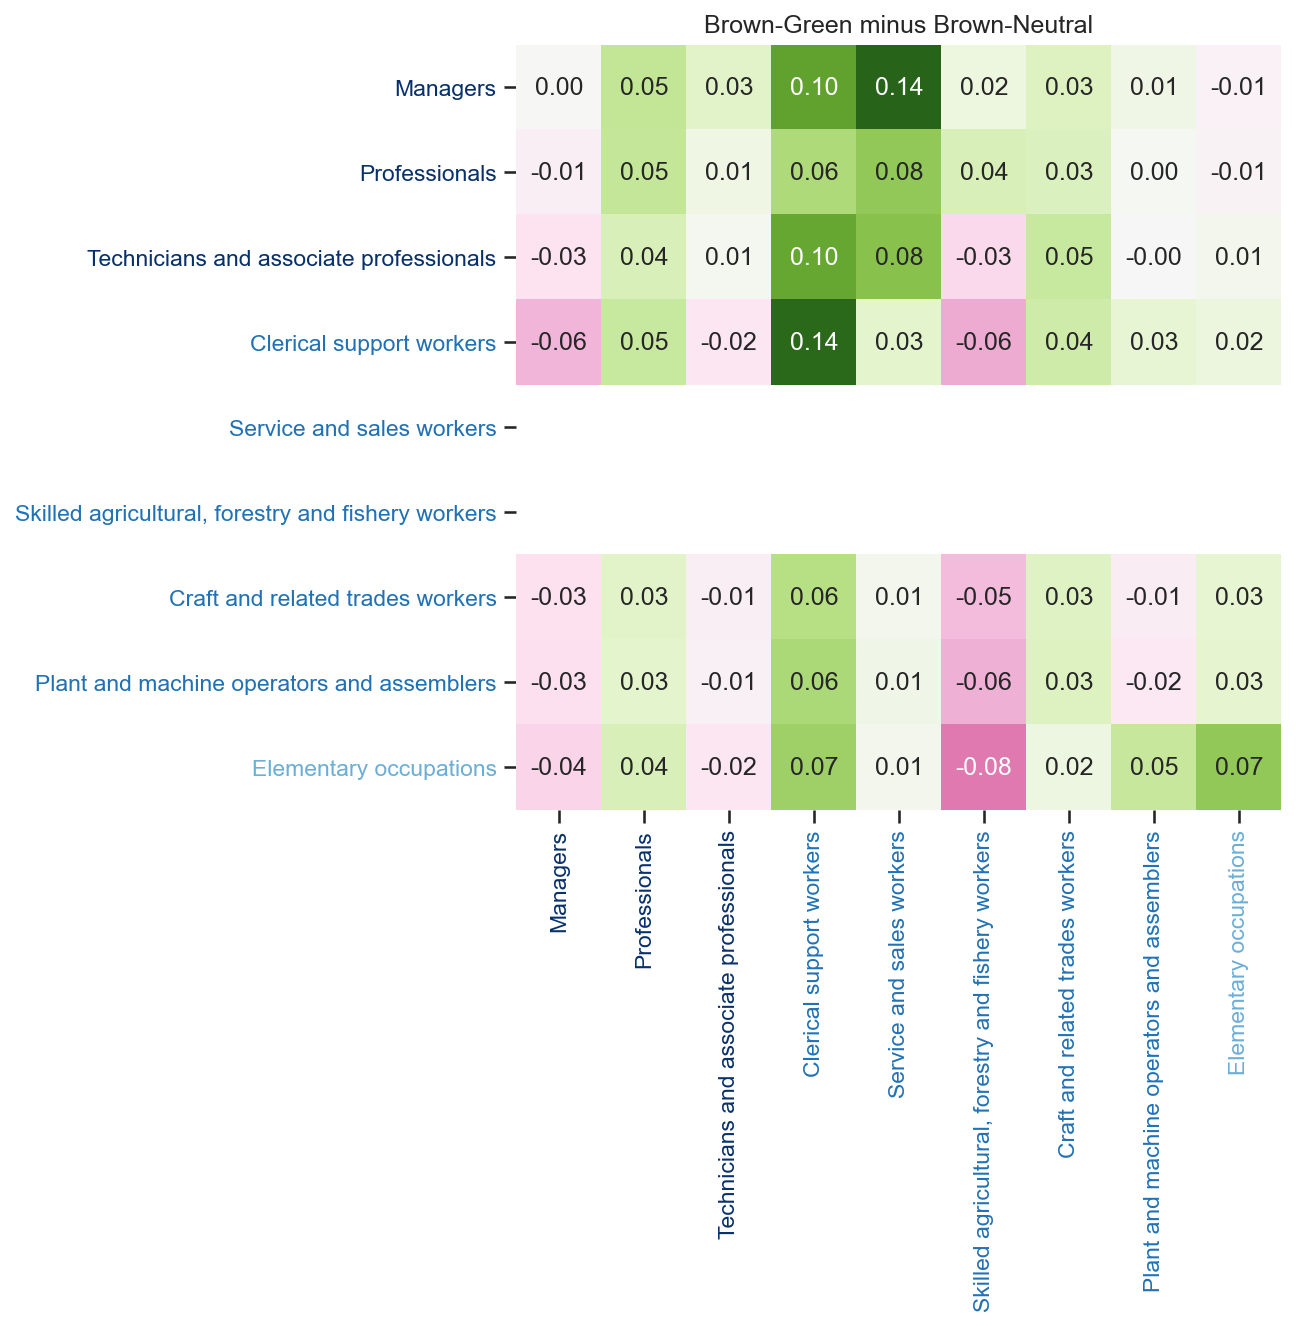 Brown-Green minus Brown-Neutral
Managers 0.00 0.05 0.03 0.10 0.14 0.02 0.03 0.01 -0.01
Professionals -0.01 0.05 0.01 0.06 0.08 0.04 0.03 0.00 -0.01
Technicians and associate professionals -0.03 0.04 0.01 0.10 0.08 -0.03 0.05 -0.00 0.01
Clerical support workers -0.06 0.05 -0.02 0.14 0.03 -0.06 0.04 0.03 0.02
Service and sales workers
Skilled agricultural, forestry and fishery workers
Craft and related trades workers -0.03 0.03 -0.01 0.06 0.01 -0.05 0.03 -0.01 0.03
Plant and machine operators and assemblers -0.03 0.03 -0.01 0.06 0.01 -0.06 0.03 -0.02 0.03
Elementary occupations -0.04 0.04 -0.02 0.07 0.01 -0.08 0.02 0.05 0.07
Managers
Professionals
Technicians and associate professionals
Clerical support workers
Service and sales workers
Skilled agricultural, forestry and fishery workers
Craft and related trades workers
Plant and machine operators and assemblers
Elementary occupations